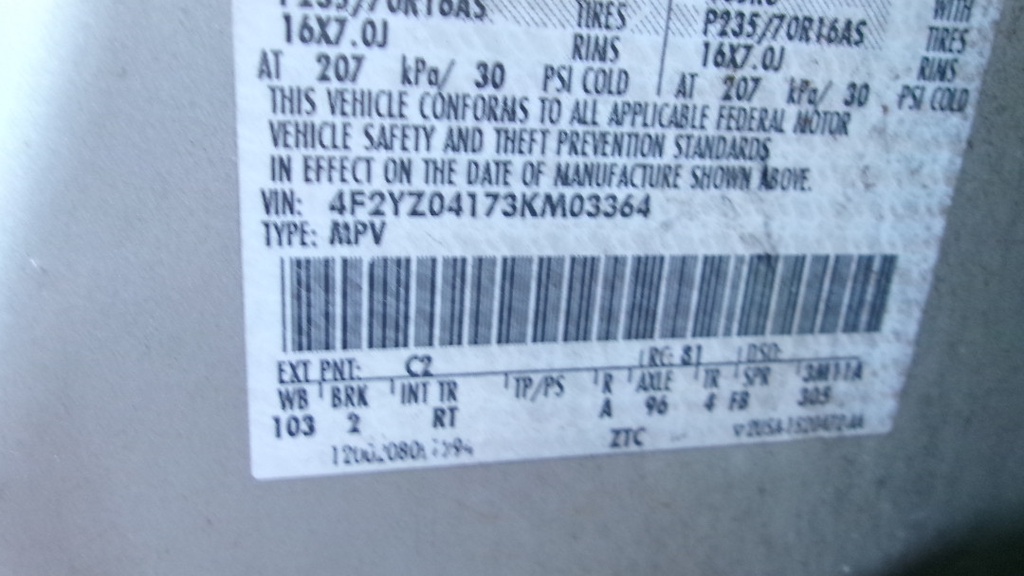 P235/70R16AS TIRES P235/70R16AS WITH TIRES
16X7.0J RIMS 16X7.0J RIMS
AT 207 kPa/ 30 PSI COLD AT 207 kPa/ 30 PSI COLD
THIS VEHICLE CONFORMS TO ALL APPLICABLE FEDERAL MOTOR
VEHICLE SAFETY AND THEFT PREVENTION STANDARDS
IN EFFECT ON THE DATE OF MANUFACTURE SHOWN ABOVE.
VIN: 4F2YZ04173KM03364
TYPE: MPV
EXT PNT: C2 RC: 81 DSO:
WB BRK INT TR TP/PS R AXLE TR SPR
103 2 RT A 96 4 FB 305
ZTC